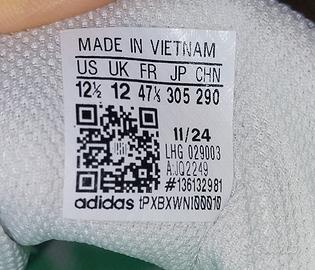 MADE IN VIETNAM
US UK FR JP CHN
12½ 12 47⅓ 305 290
11/24
LHG 029003
A:JQ2249
#136132981
adidas